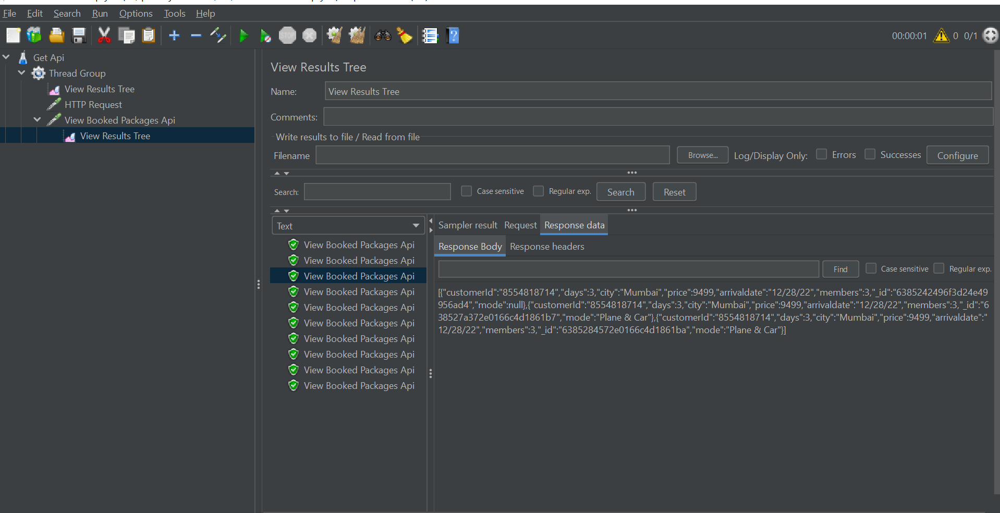 File Edit Search Run Options Tools Help
STOP
00:00:01 0 0/1
Get Api
Thread Group
View Results Tree
HTTP Request
View Booked Packages Api
View Results Tree
View Results Tree
Name: View Results Tree
Comments:
Write results to file / Read from file
Filename Browse... Log/Display Only: Errors Successes Configure
Search: Case sensitive Regular exp. Search Reset
Text
View Booked Packages Api
View Booked Packages Api
View Booked Packages Api
View Booked Packages Api
View Booked Packages Api
View Booked Packages Api
View Booked Packages Api
View Booked Packages Api
View Booked Packages Api
View Booked Packages Api
Sampler result Request Response data
Response Body Response headers
Find Case sensitive Regular exp.
[{"customerId":"8554818714","days":3,"city":"Mumbai","price":9499,"arrivaldate":"12/28/22","members":3,"_id":"6385242496f3d24e49
956ad4","mode":null},{"customerId":"8554818714","days":3,"city":"Mumbai","price":9499,"arrivaldate":"12/28/22","members":3,"_id":"6
38527a372e0166c4d1861b7","mode":"Plane & Car"},{"customerId":"8554818714","days":3,"city":"Mumbai","price":9499,"arrivaldate":"
12/28/22","members":3,"_id":"6385284572e0166c4d1861ba","mode":"Plane & Car"}]